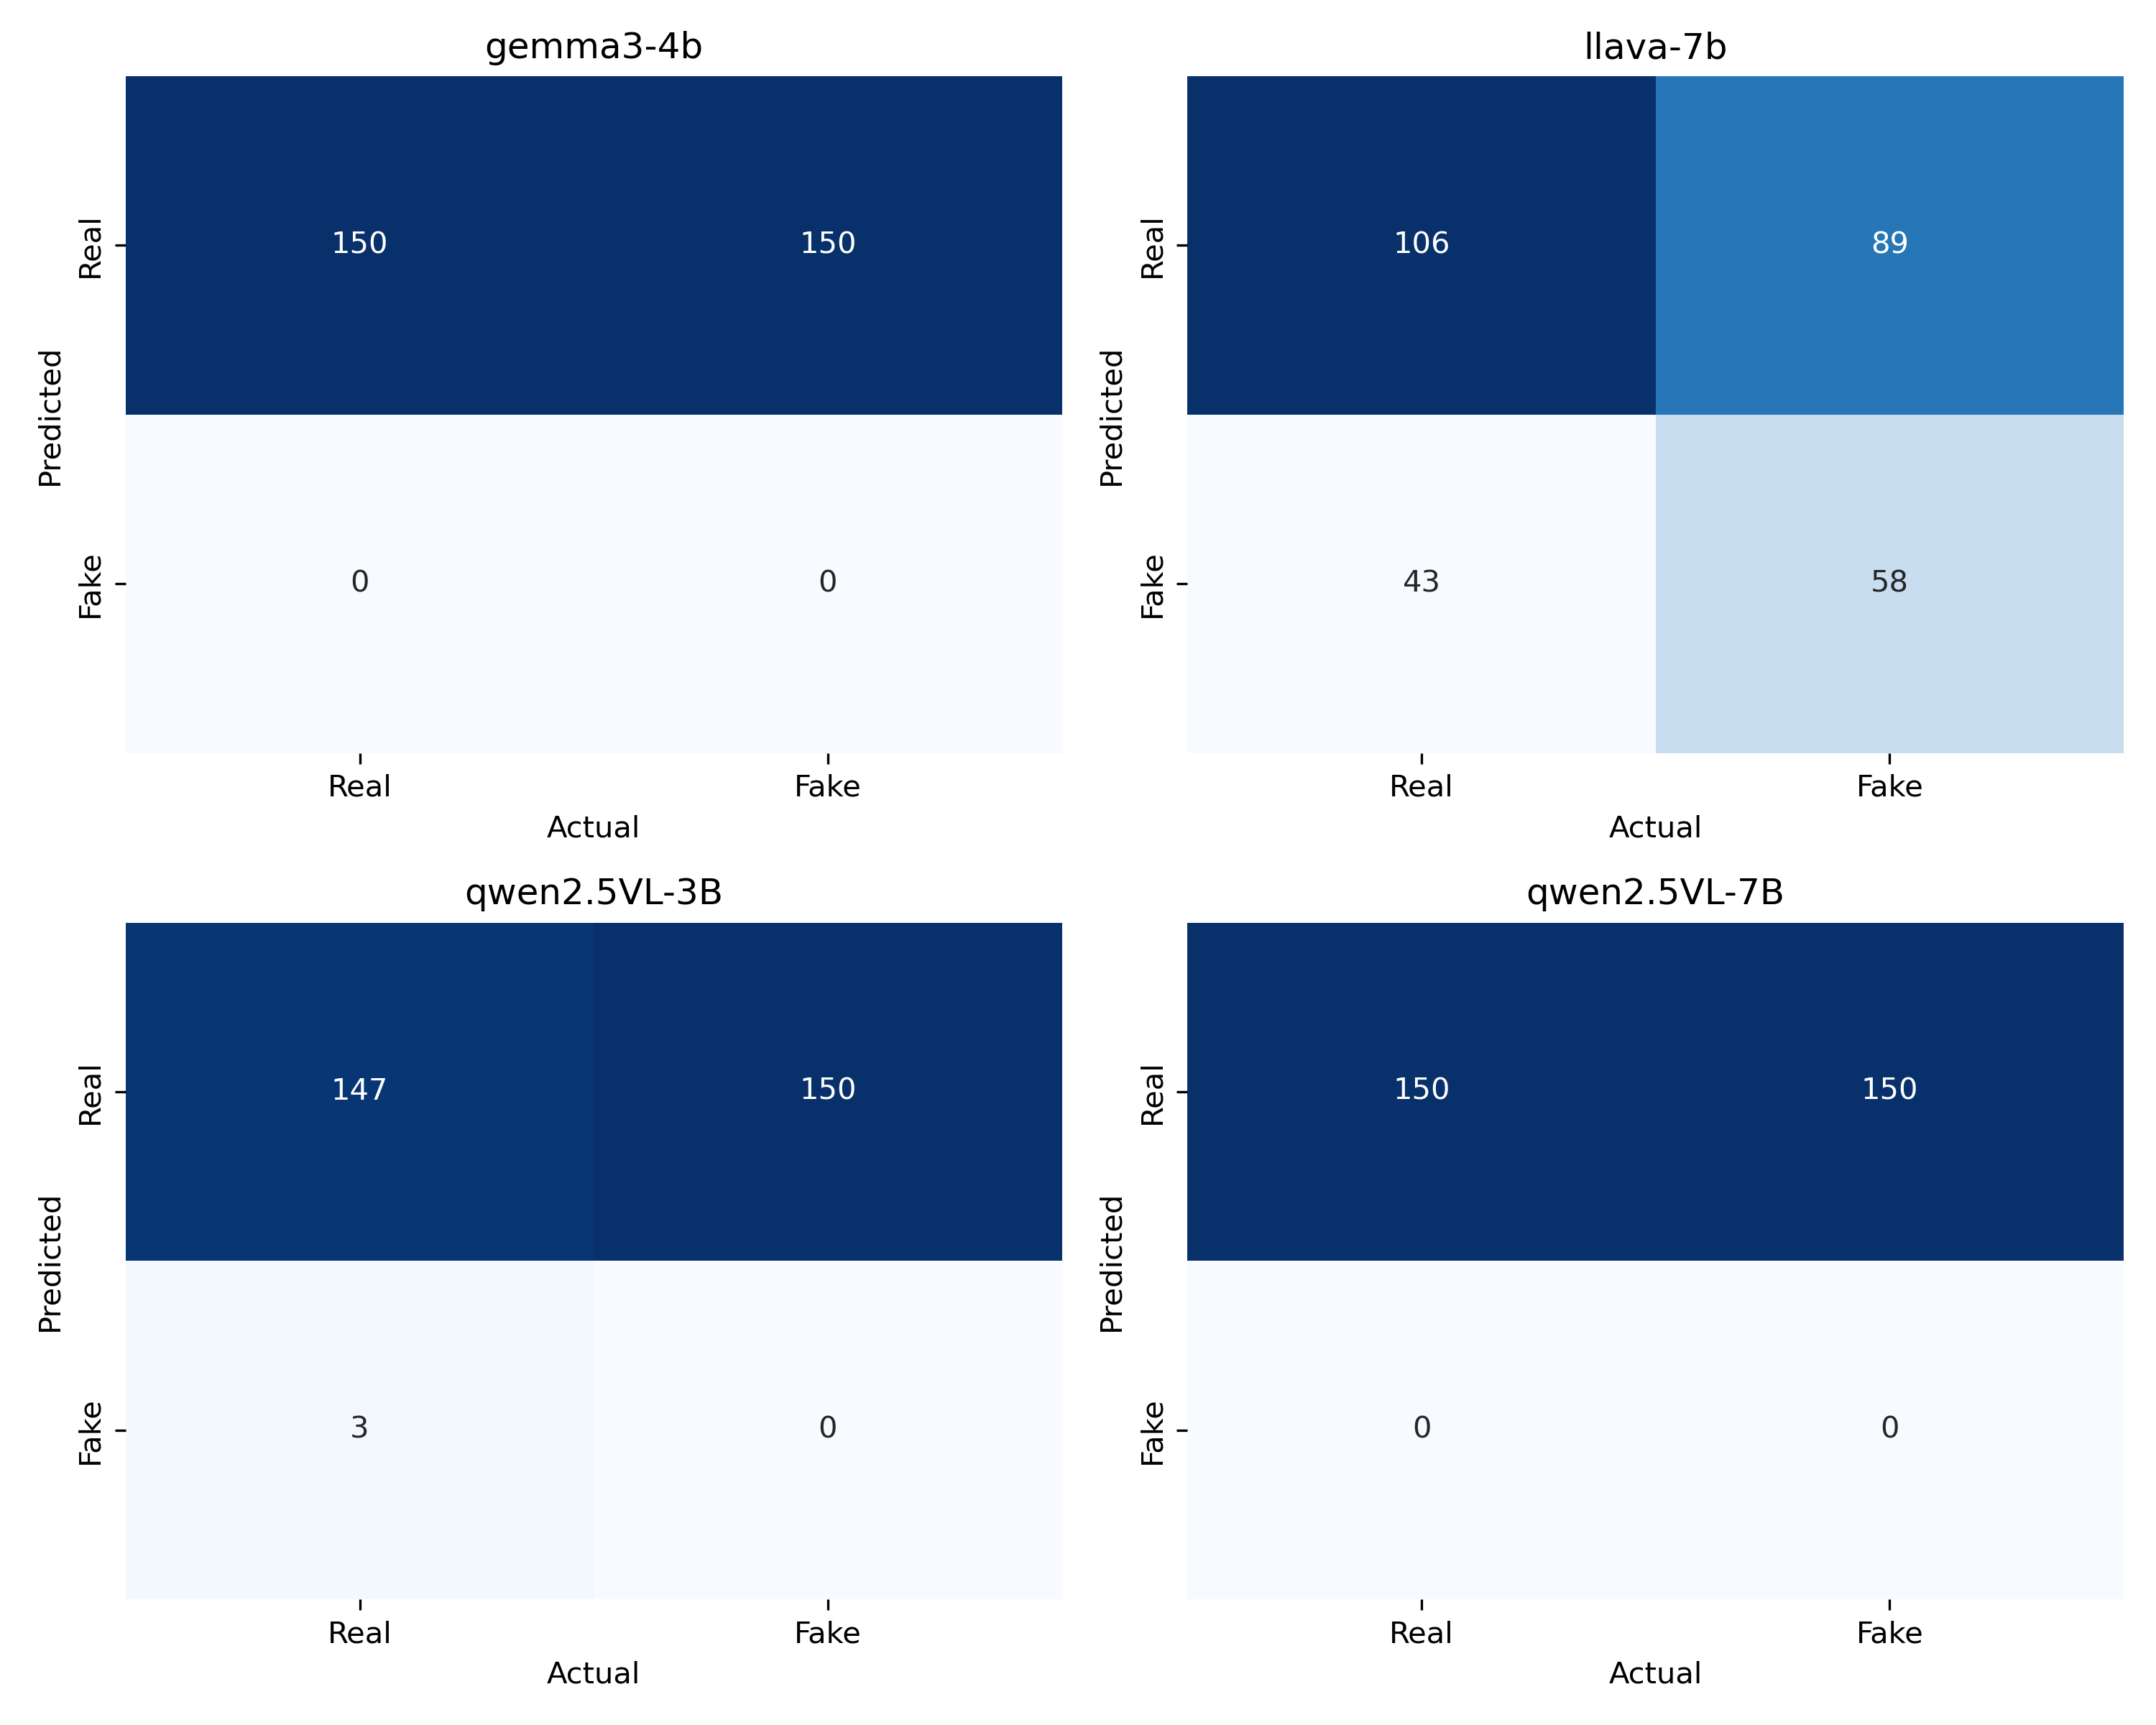 gemma3-4b
Predicted
Real
150
150
Fake
0
0
Real
Fake
Actual
llava-7b
Predicted
Real
106
89
Fake
43
58
Real
Fake
Actual
qwen2.5VL-3B
Predicted
Real
147
150
Fake
3
0
Real
Fake
Actual
qwen2.5VL-7B
Predicted
Real
150
150
Fake
0
0
Real
Fake
Actual